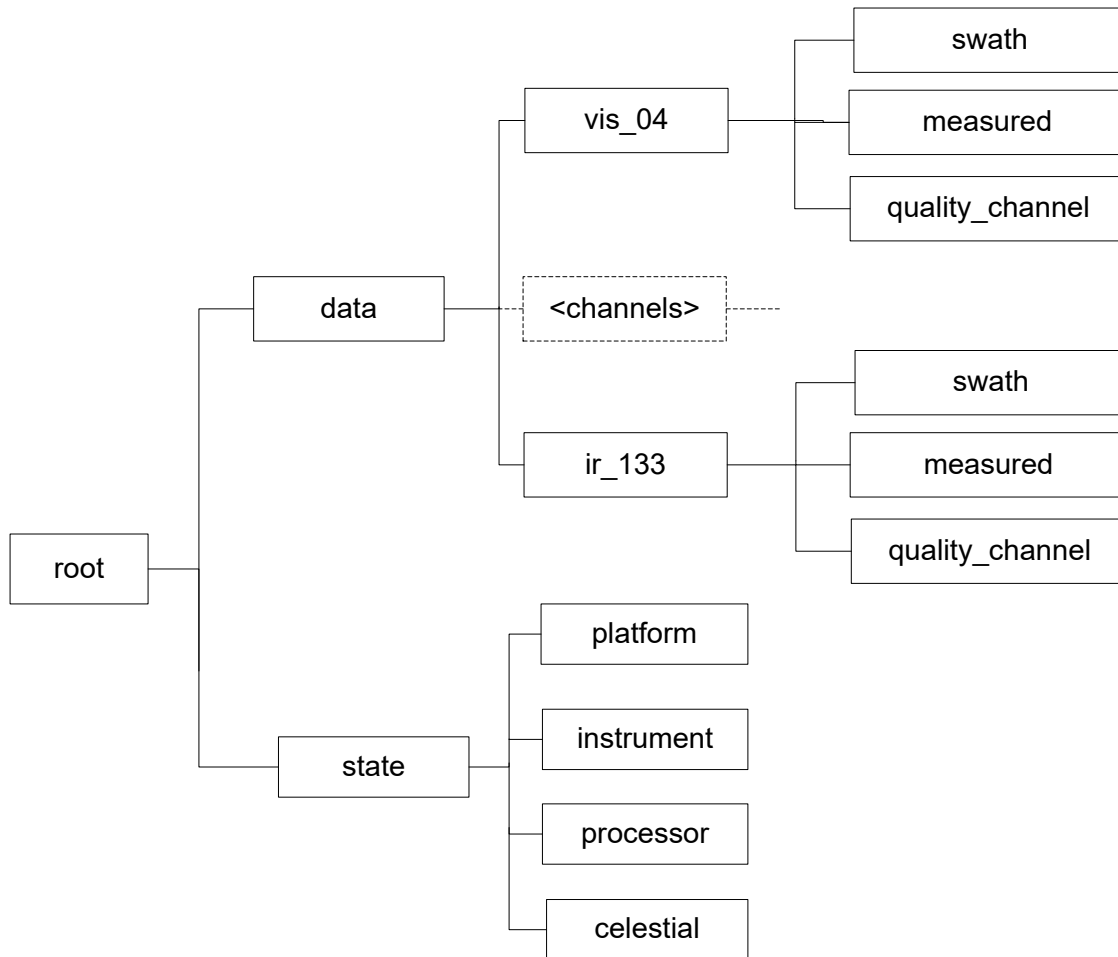 swath
vis_04
measured
quality_channel
data
<channels>
swath
ir_133
measured
quality_channel
root
platform
instrument
state
processor
celestial